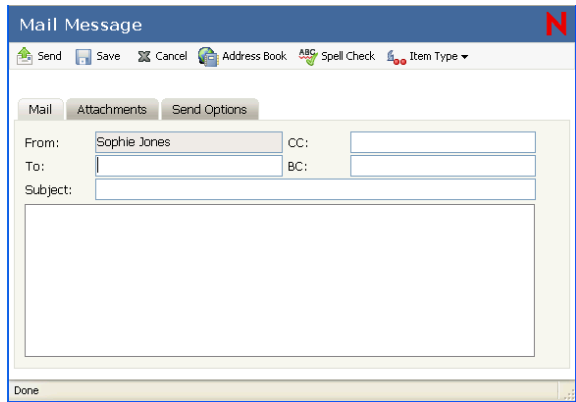 Mail Message N
Send Save Cancel Address Book ABC Spell Check Item Type
Mail Attachments Send Options
From: Sophie Jones CC:
To: BC:
Subject:
Done